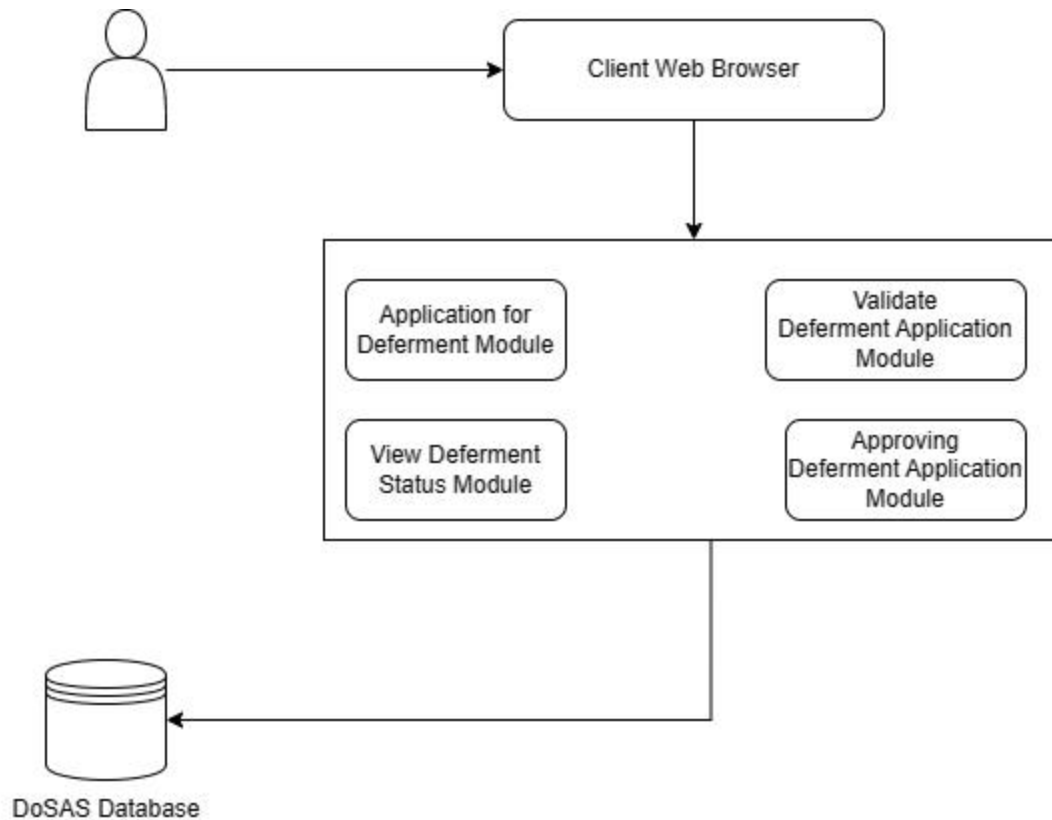 Client Web Browser
Application for
Deferment Module
Validate
Deferment Application
Module
View Deferment
Status Module
Approving
Deferment Application
Module
DoSAS Database